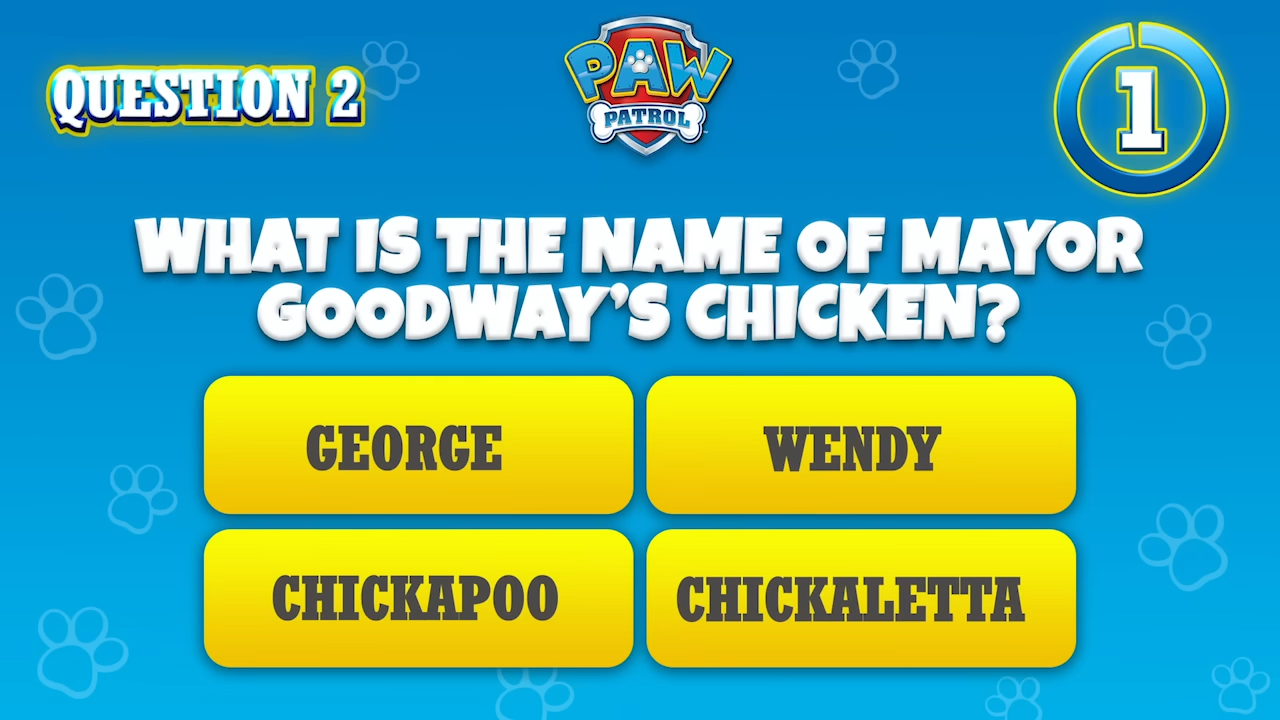 QUESTION 2
PAW
PATROL
1
WHAT IS THE NAME OF MAYOR
GOODWAY’S CHICKEN?
GEORGE
WENDY
CHICKAPOO
CHICKALETTA